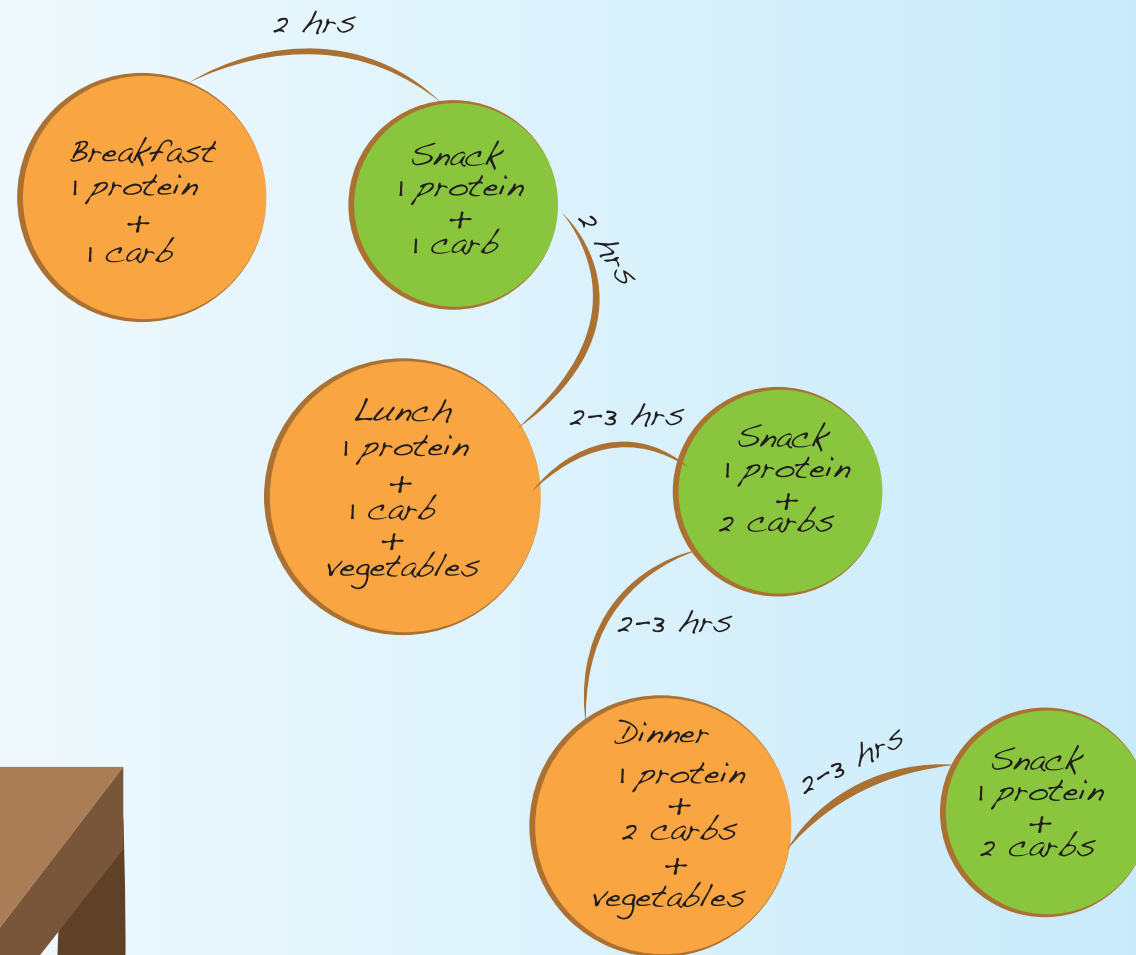 2 hrs
Breakfast
1 protein
+
1 carb
Snack
1 protein
+
1 carb
2 hrs
Lunch
1 protein
+
1 carb
+
vegetables
2-3 hrs
Snack
1 protein
+
2 carbs
2-3 hrs
Dinner
1 protein
+
2 carbs
+
vegetables
2-3 hrs
Snack
1 protein
+
2 carbs